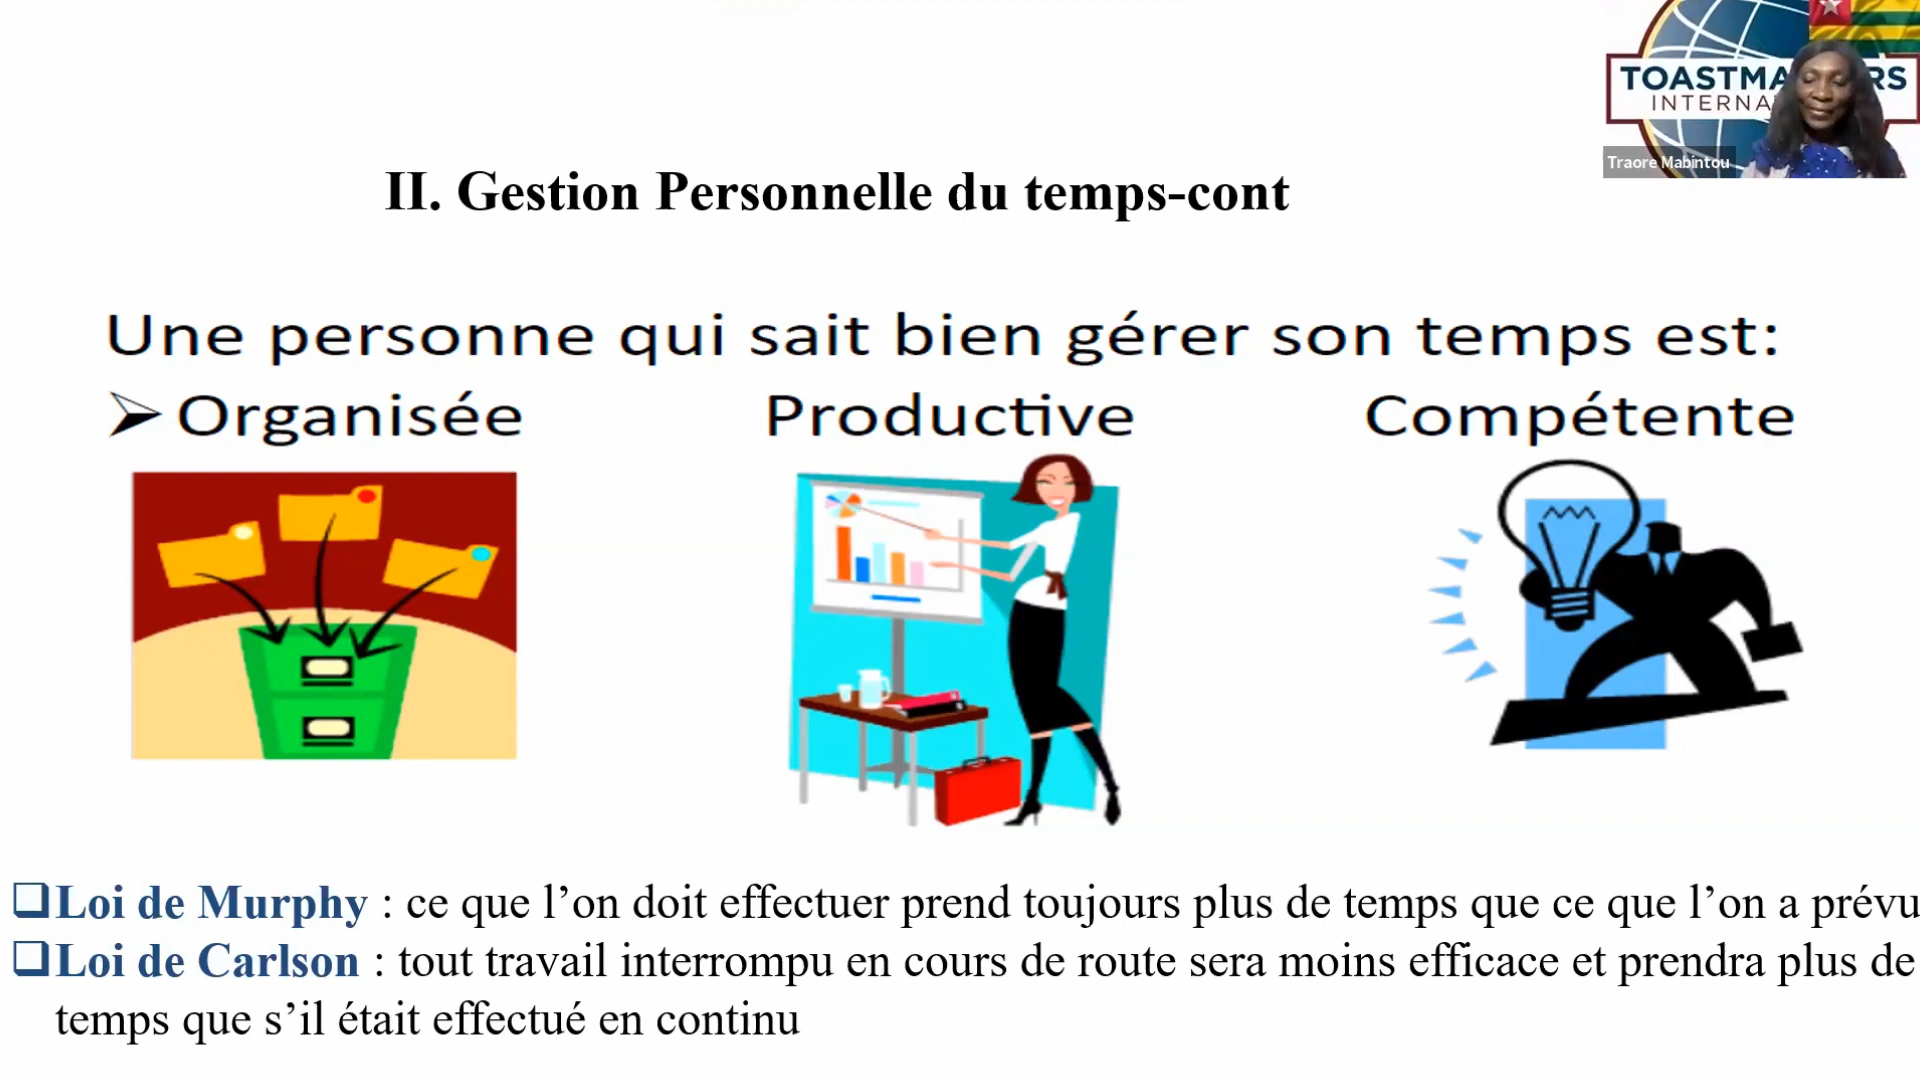 TOASTMA RS
INTERNA
Traore Mabintou
II. Gestion Personnelle du temps-cont
Une personne qui sait bien gérer son temps est:
➢ Organisée Productive Compétente
❑Loi de Murphy : ce que l’on doit effectuer prend toujours plus de temps que ce que l’on a prévu
❑Loi de Carlson : tout travail interrompu en cours de route sera moins efficace et prendra plus de
temps que s’il était effectué en continu